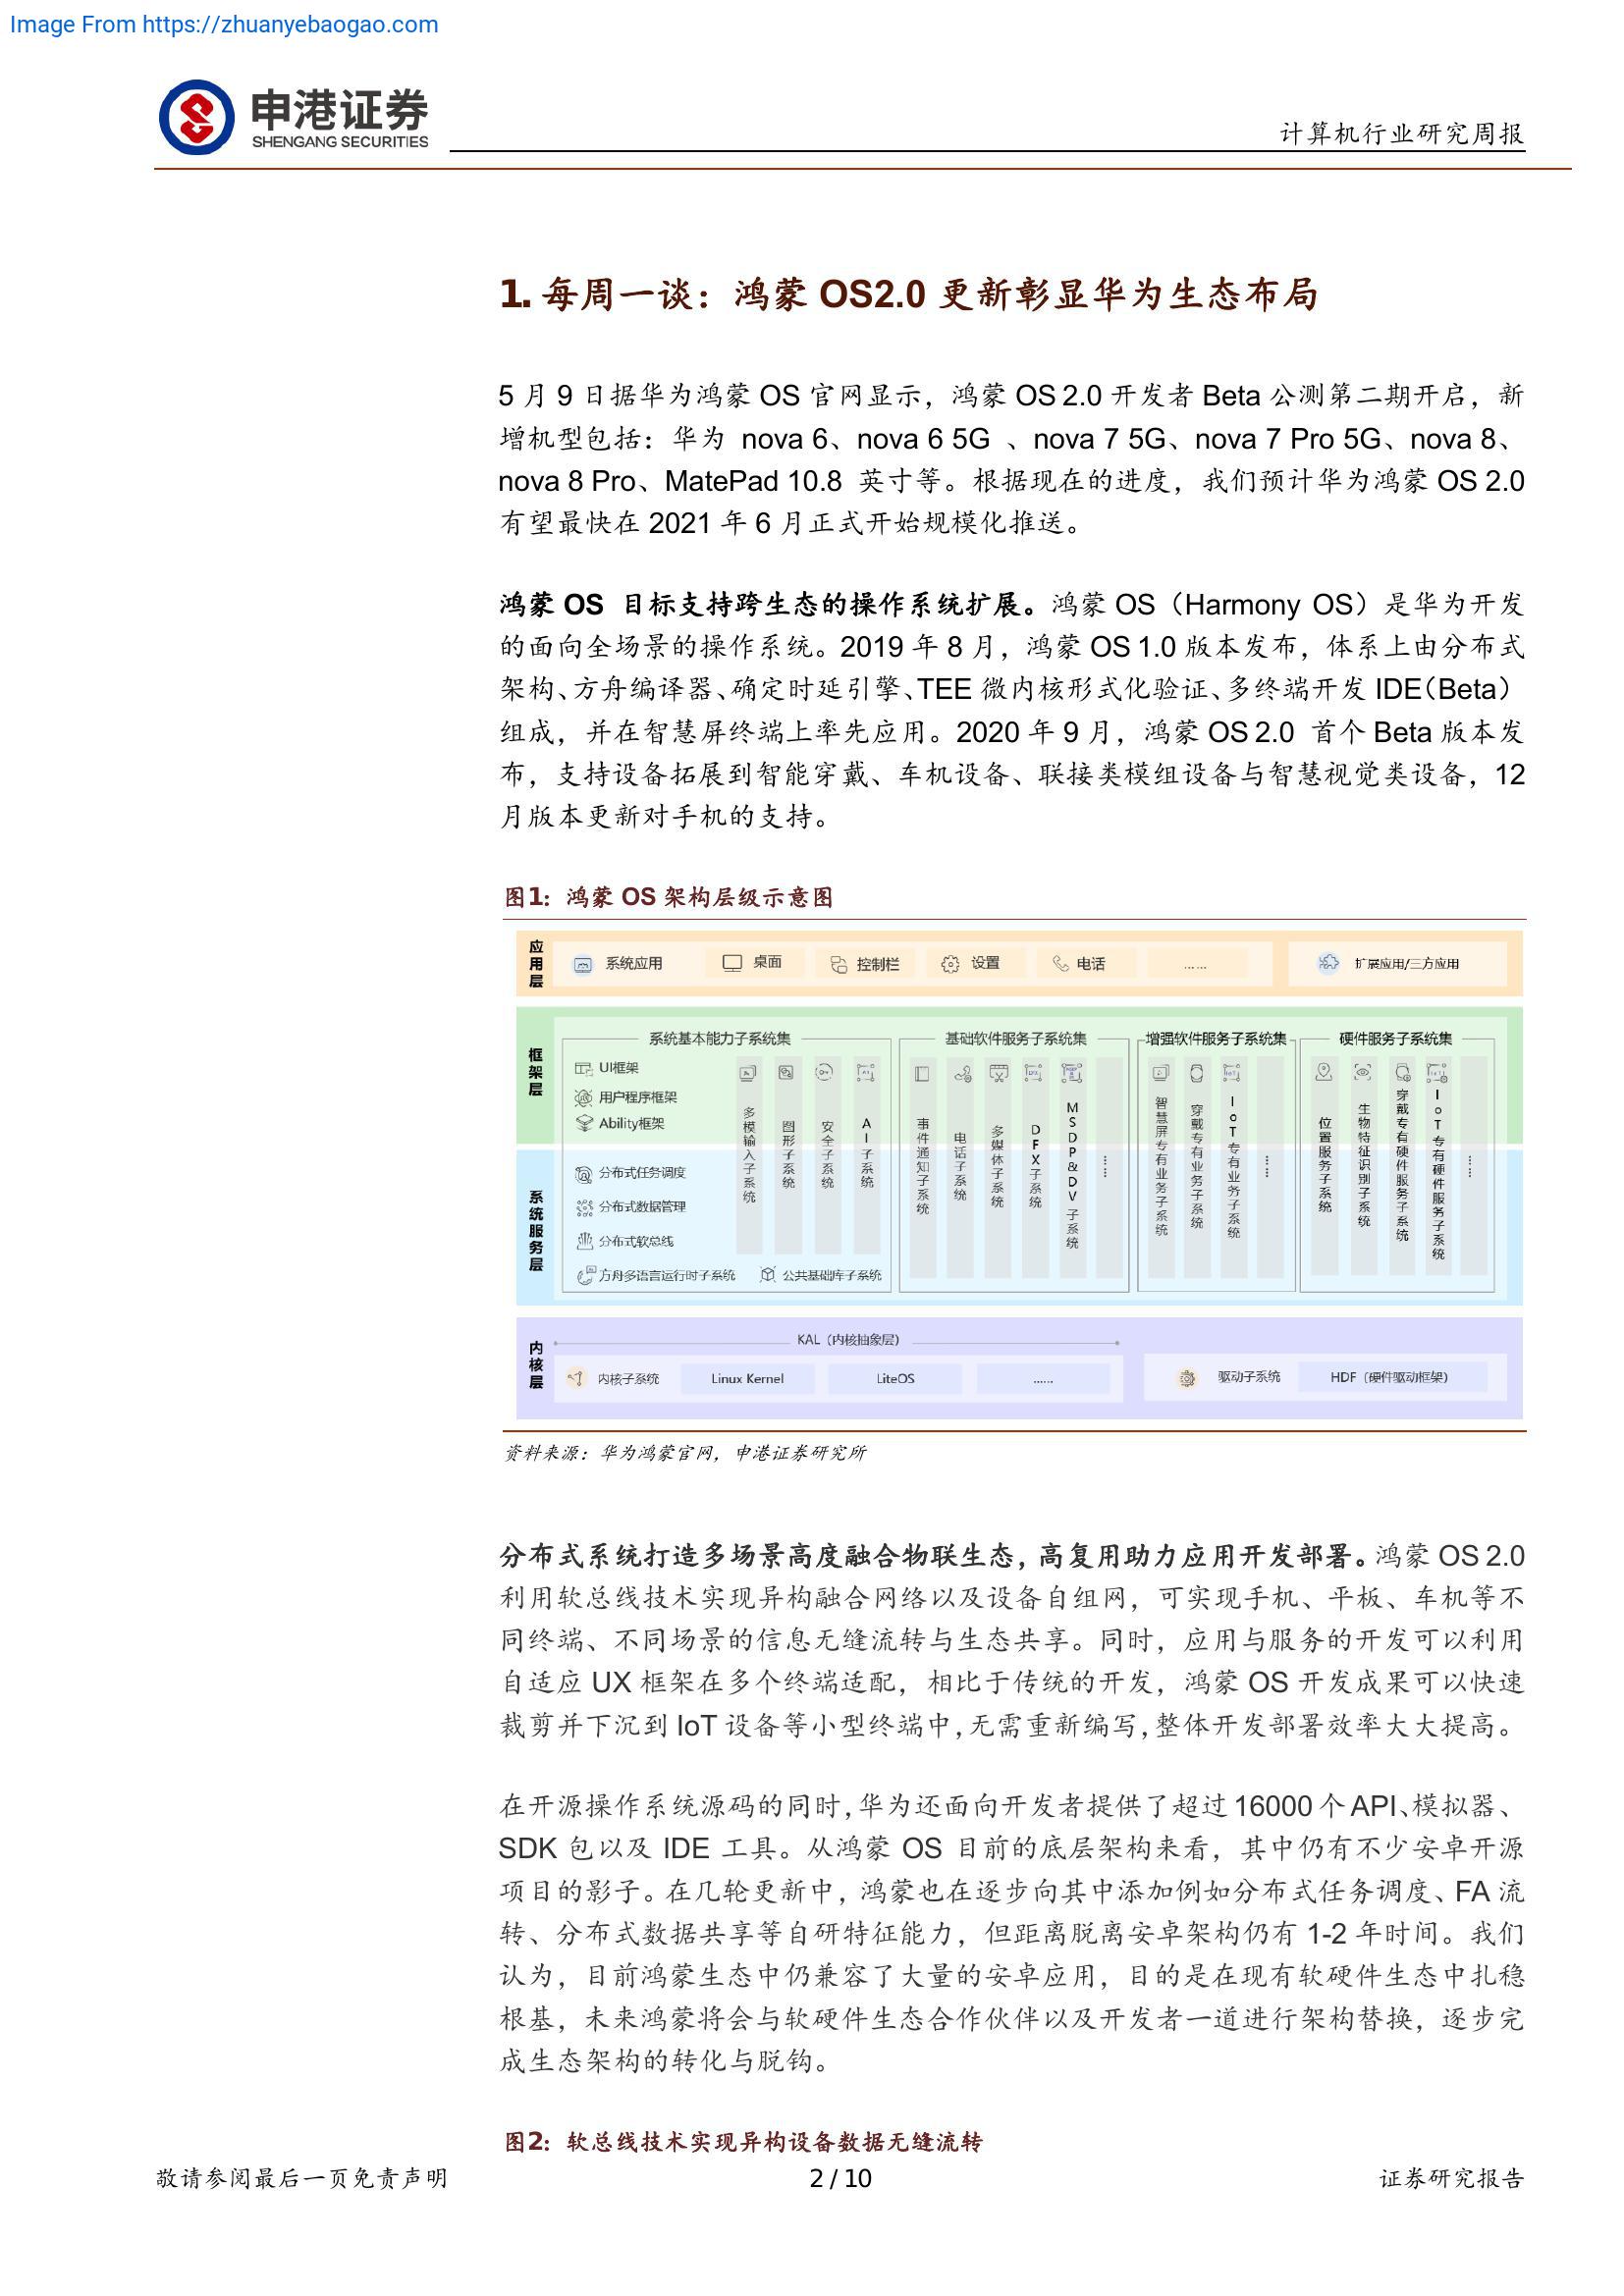 Image From https://zhuanyebaogao.com
申港证券
SHENGANG SECURITIES
计算机行业研究周报
1. 每周一谈：鸿蒙 OS2.0 更新彰显华为生态布局
5 月 9 日据华为鸿蒙 OS 官网显示，鸿蒙 OS 2.0 开发者 Beta 公测第二期开启，新
增机型包括：华为 nova 6、nova 6 5G 、nova 7 5G、nova 7 Pro 5G、nova 8、
nova 8 Pro、MatePad 10.8 英寸等。根据现在的进度，我们预计华为鸿蒙 OS 2.0
有望最快在 2021 年 6 月正式开始规模化推送。
鸿蒙 OS 目标支持跨生态的操作系统扩展。鸿蒙 OS（Harmony OS）是华为开发
的面向全场景的操作系统。2019 年 8 月，鸿蒙 OS 1.0 版本发布，体系上由分布式
架构、方舟编译器、确定时延引擎、TEE 微内核形式化验证、多终端开发 IDE（Beta）
组成，并在智慧屏终端上率先应用。2020 年 9 月，鸿蒙 OS 2.0 首个 Beta 版本发
布，支持设备拓展到智能穿戴、车机设备、联接类模组设备与智慧视觉类设备，12
月版本更新对手机的支持。
图1：鸿蒙 OS 架构层级示意图
应用层
系统应用 桌面 控制栏 设置 电话 …… 扩展应用/三方应用
框架层
系统基本能力子系统集 基础软件服务子系统集 增强软件服务子系统集 硬件服务子系统集
UI框架
用户程序框架
Ability框架
系统服务层
分布式任务调度
分布式数据管理
分布式软总线
方舟多语言运行时子系统 公共基础库子系统
多模输入子系统
图形子系统
安全子系统
AI子系统
事件通知子系统
电话子系统
多媒体子系统
DFX子系统
MSDP&DV子系统
……
智慧屏专有业务子系统
穿戴专有业务子系统
IoT专有业务子系统
……
位置服务子系统
生物特征识别子系统
穿戴专有硬件服务子系统
IoT专有硬件服务子系统
……
内核层
KAL（内核抽象层）
内核子系统 Linux Kernel LiteOS …… 驱动子系统 HDF（硬件驱动框架）
资料来源：华为鸿蒙官网，申港证券研究所
分布式系统打造多场景高度融合物联生态，高复用助力应用开发部署。鸿蒙 OS 2.0
利用软总线技术实现异构融合网络以及设备自组网，可实现手机、平板、车机等不
同终端、不同场景的信息无缝流转与生态共享。同时，应用与服务的开发可以利用
自适应 UX 框架在多个终端适配，相比于传统的开发，鸿蒙 OS 开发成果可以快速
裁剪并下沉到 IoT 设备等小型终端中，无需重新编写，整体开发部署效率大大提高。
在开源操作系统源码的同时，华为还面向开发者提供了超过 16000 个 API、模拟器、
SDK 包以及 IDE 工具。从鸿蒙 OS 目前的底层架构来看，其中仍有不少安卓开源
项目的影子。在几轮更新中，鸿蒙也在逐步向其中添加例如分布式任务调度、FA 流
转、分布式数据共享等自研特征能力，但距离脱离安卓架构仍有 1-2 年时间。我们
认为，目前鸿蒙生态中仍兼容了大量的安卓应用，目的是在现有软硬件生态中扎稳
根基，未来鸿蒙将会与软硬件生态合作伙伴以及开发者一道进行架构替换，逐步完
成生态架构的转化与脱钩。
图2：软总线技术实现异构设备数据无缝流转
敬请参阅最后一页免责声明
2 / 10
证券研究报告